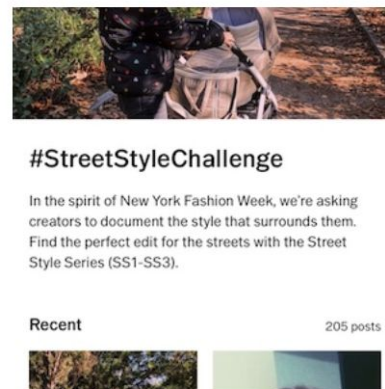 #StreetStyleChallenge
In the spirit of New York Fashion Week, we're asking
creators to document the style that surrounds them.
Find the perfect edit for the streets with the Street
Style Series (SS1-SS3).
Recent
205 posts